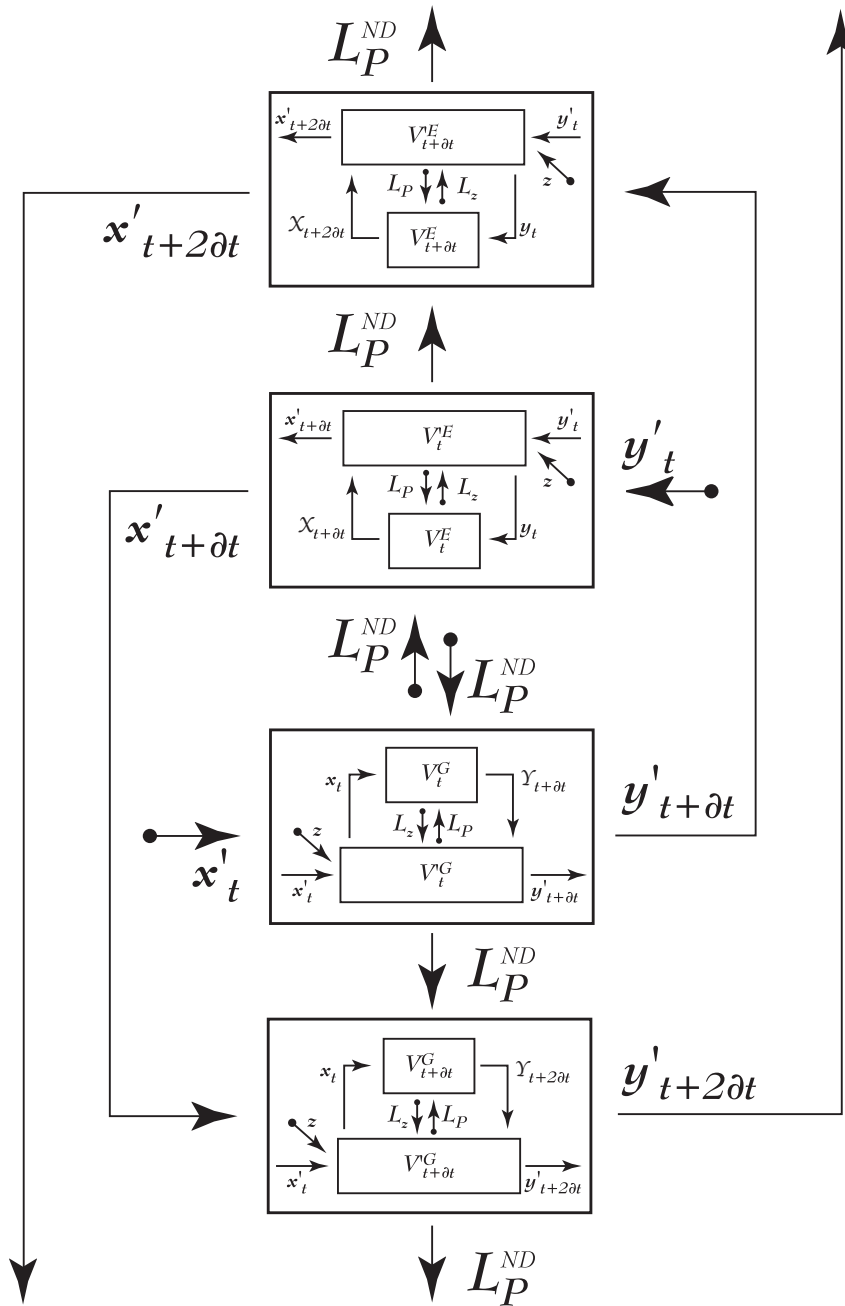 L_P^{ND}
x'_{t+2∂t} V'^E_{t+∂t} y'_t
z
L_P L_z
X_{t+2∂t} V^E_{t+∂t} y_t
x'_{t+2∂t}
L_P^{ND}
x'_{t+∂t} V'^E_t y'_t
z
L_P L_z
X_{t+∂t} V^E_t y_t
y'_t
x'_{t+∂t}
L_P^{ND}
L_P^{ND}
x_t V^G_t Y_{t+∂t}
z L_z L_P
x'_t V'^G_t y'_{t+∂t}
y'_{t+∂t}
x'_t
L_P^{ND}
x_t V^G_{t+∂t} Y_{t+2∂t}
z L_z L_P
x'_t V'^G_{t+∂t} y'_{t+2∂t}
y'_{t+2∂t}
L_P^{ND}